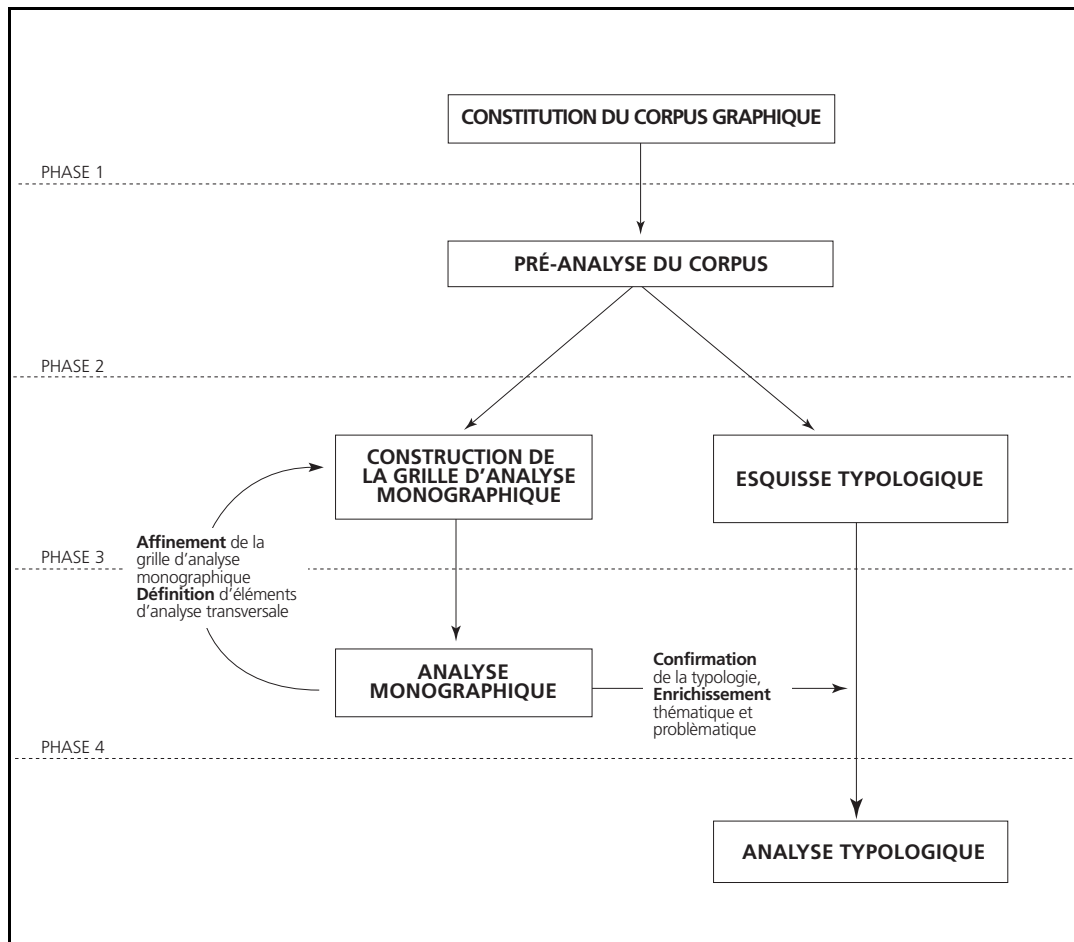 CONSTITUTION DU CORPUS GRAPHIQUE
PHASE 1
PRÉ-ANALYSE DU CORPUS
PHASE 2
CONSTRUCTION DE
LA GRILLE D’ANALYSE
MONOGRAPHIQUE
ESQUISSE TYPOLOGIQUE
Affinement de la
grille d’analyse
monographique
Définition d’éléments
d’analyse transversale
PHASE 3
ANALYSE
MONOGRAPHIQUE
Confirmation
de la typologie,
Enrichissement
thématique et
problèmatique
PHASE 4
ANALYSE TYPOLOGIQUE